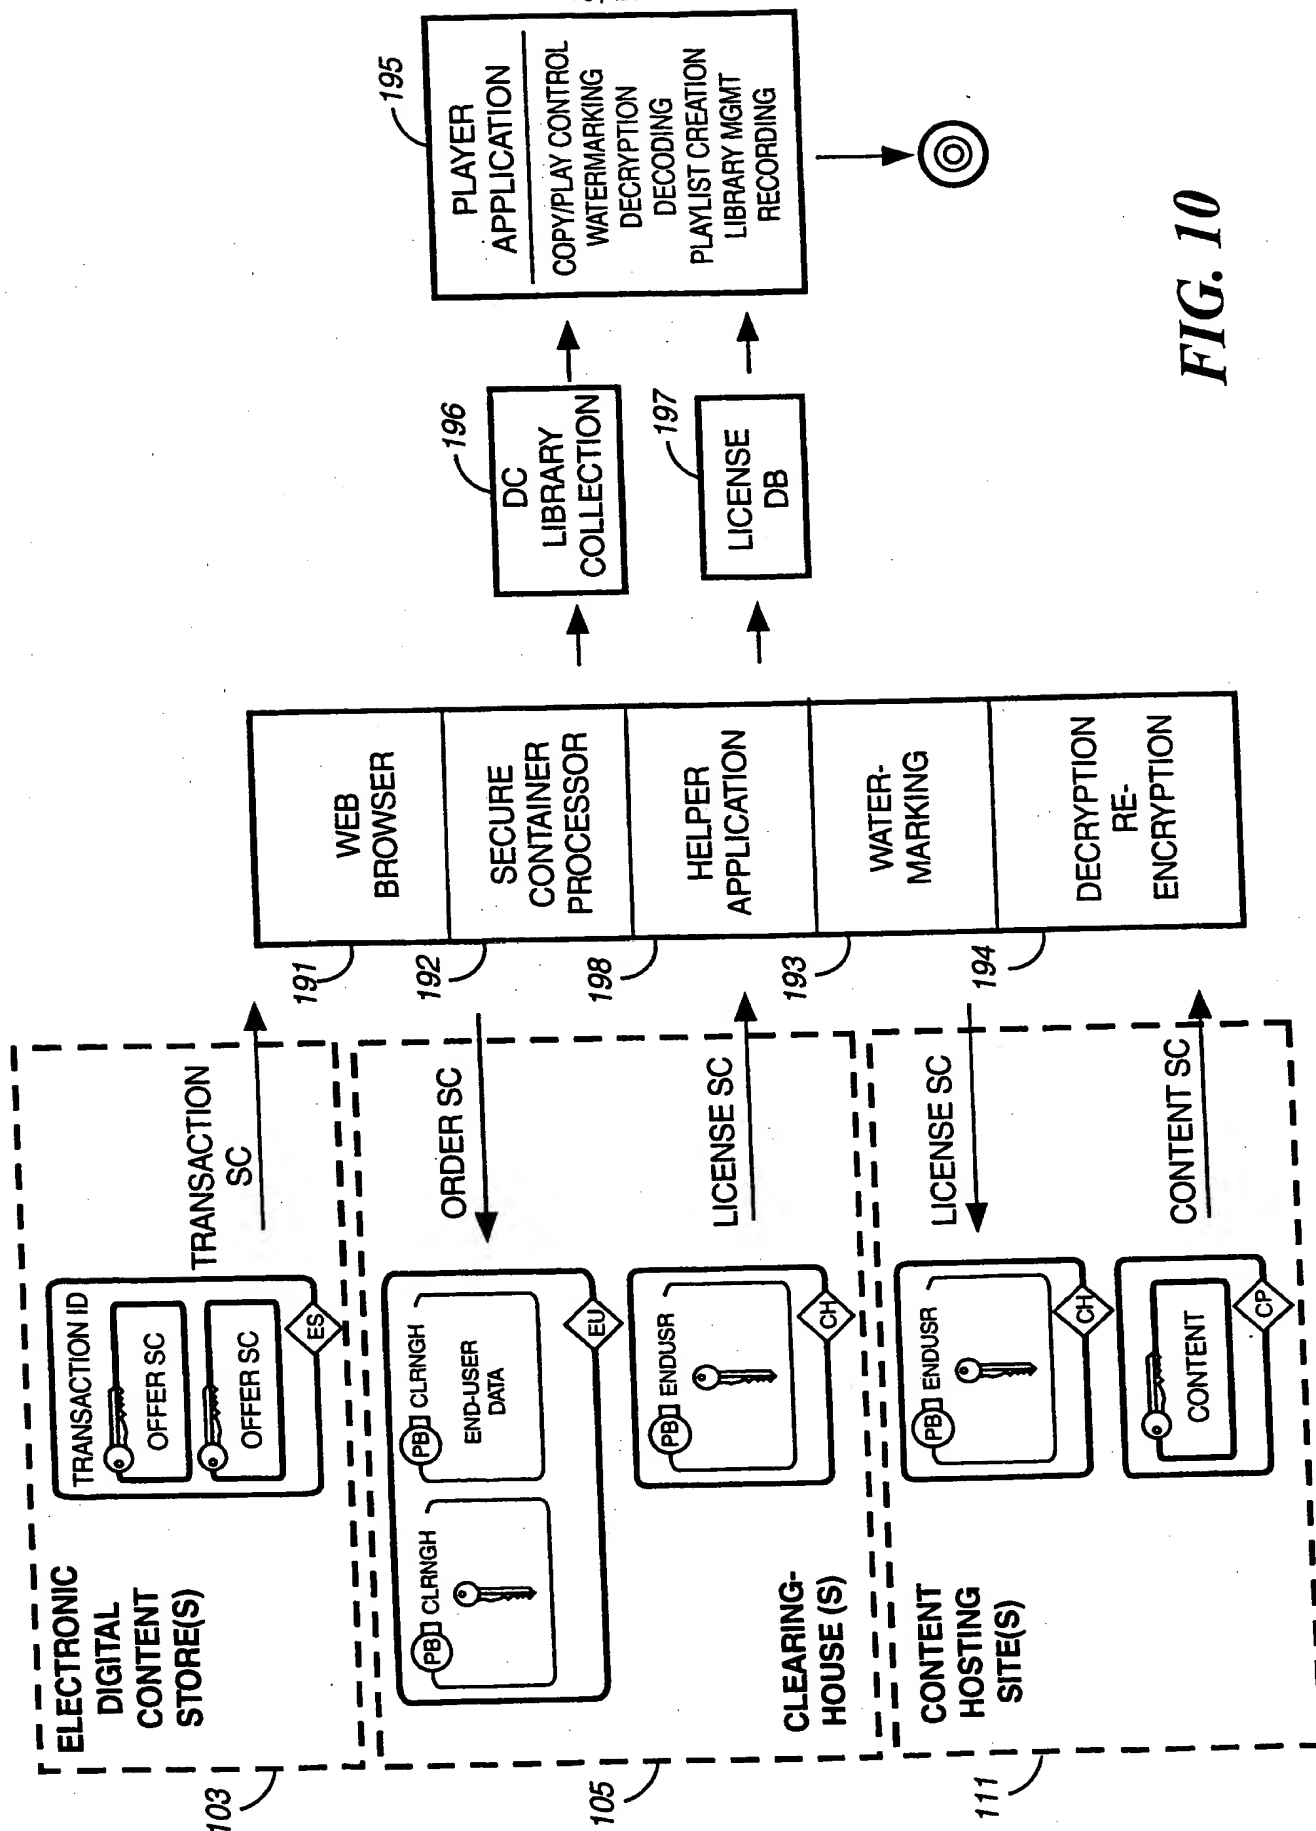 ELECTRONIC
DIGITAL
CONTENT
STORE(S)
103
TRANSACTION ID
OFFER SC
OFFER SC
ES
TRANSACTION
SC
PB CLRNGH
PB CLRNGH
END-USER
DATA
EU
ORDER SC
PB ENDUSR
CH
LICENSE SC
CLEARING-
HOUSE (S)
105
CONTENT
HOSTING
SITE(S)
111
PB ENDUSR
CH
LICENSE SC
CONTENT
CP
CONTENT SC
191
WEB
BROWSER
192
SECURE
CONTAINER
PROCESSOR
198
HELPER
APPLICATION
193
WATER-
MARKING
194
DECRYPTION
RE-
ENCRYPTION
196
DC
LIBRARY
COLLECTION
197
LICENSE
DB
195
PLAYER
APPLICATION
COPY/PLAY CONTROL
WATERMARKING
DECRYPTION
DECODING
PLAYLIST CREATION
LIBRARY MGMT
RECORDING
FIG. 10